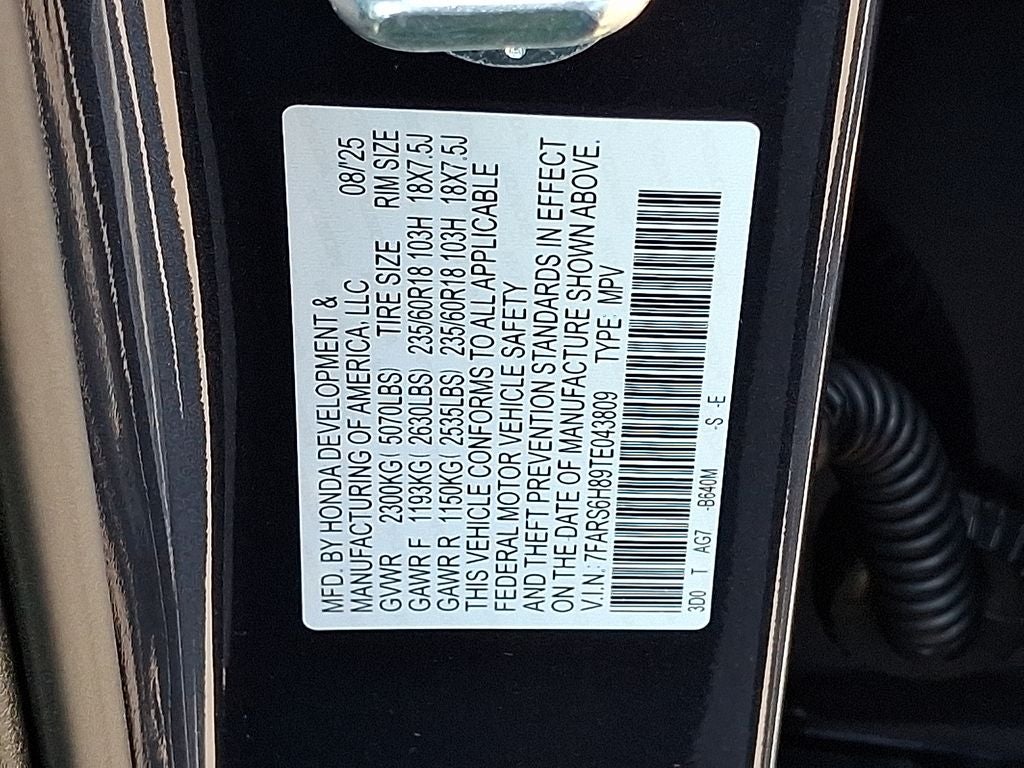 MFD. BY HONDA DEVELOPMENT &
MANUFACTURING OF AMERICA, LLC 08/'25
GVWR 2300KG( 5070LBS) TIRE SIZE RIM SIZE
GAWR F 1193KG( 2630LBS) 235/60R18 103H 18X7.5J
GAWR R 1150KG( 2535LBS) 235/60R18 103H 18X7.5J
THIS VEHICLE CONFORMS TO ALL APPLICABLE
FEDERAL MOTOR VEHICLE SAFETY
AND THEFT PREVENTION STANDARDS IN EFFECT
ON THE DATE OF MANUFACTURE SHOWN ABOVE.
V.I.N.: 7FARS6H89TE043809 TYPE: MPV
3D0 T AG7 -B640M -S -E